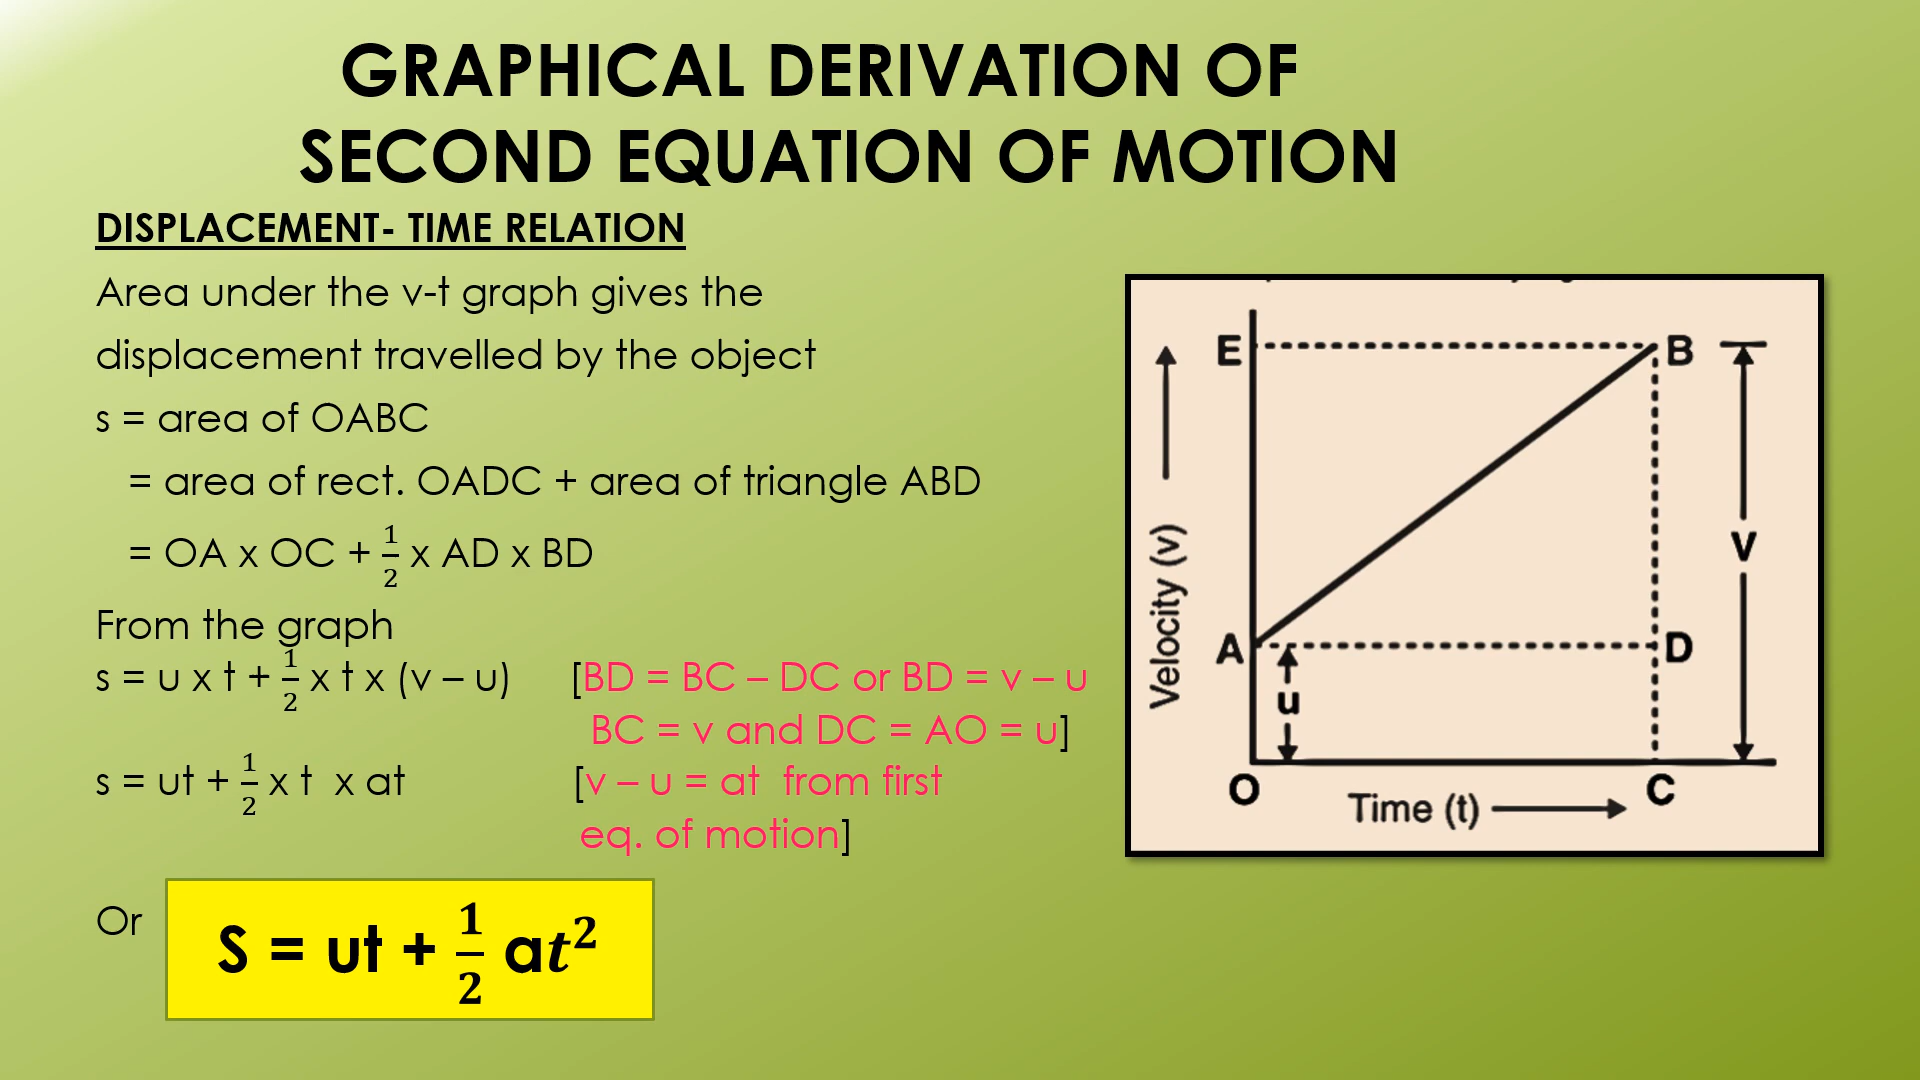 GRAPHICAL DERIVATION OF
SECOND EQUATION OF MOTION
DISPLACEMENT- TIME RELATION
Area under the v-t graph gives the
displacement travelled by the object
s = area of OABC
= area of rect. OADC + area of triangle ABD
= OA x OC + 1/2 x AD x BD
From the graph
s = u x t + 1/2 x t x (v – u) [BD = BC – DC or BD = v – u
BC = v and DC = AO = u]
s = ut + 1/2 x t x at [v – u = at from first
eq. of motion]
Or S = ut + 1/2 at²
E B
Velocity (v)
v
A D
u
O C
Time (t)